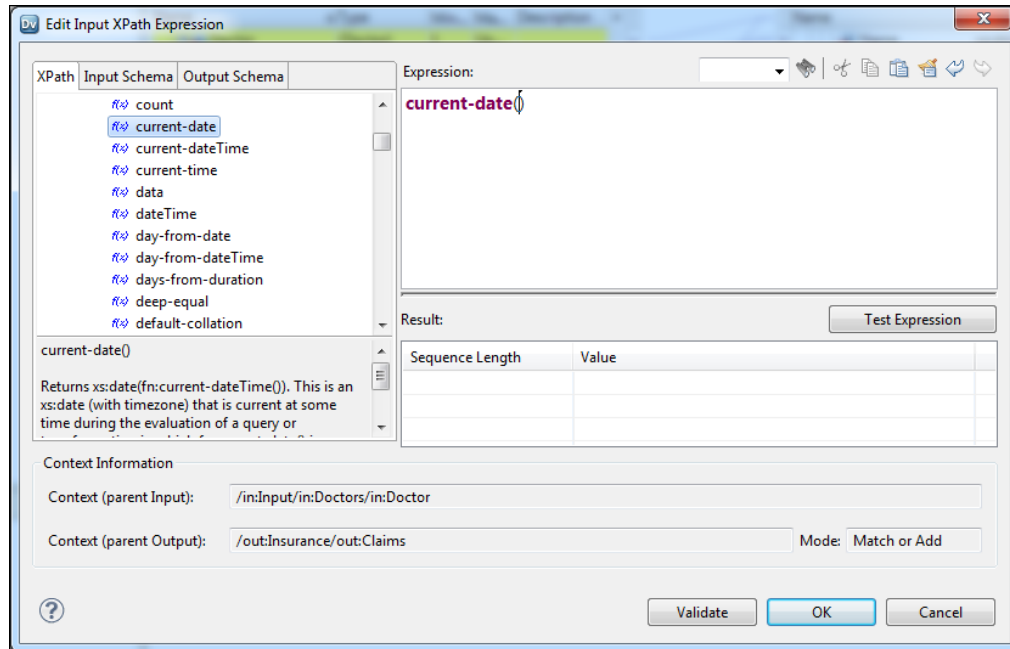 Dv Edit Input XPath Expression
XPath Input Schema Output Schema
f(x) count
f(x) current-date
f(x) current-dateTime
f(x) current-time
f(x) data
f(x) dateTime
f(x) day-from-date
f(x) day-from-dateTime
f(x) days-from-duration
f(x) deep-equal
f(x) default-collation
current-date()
Returns xs:date(fn:current-dateTime()). This is an
xs:date (with timezone) that is current at some
time during the evaluation of a query or
Expression:
current-date()
Result:
Test Expression
Sequence Length Value
Context Information
Context (parent Input): /in:Input/in:Doctors/in:Doctor
Context (parent Output): /out:Insurance/out:Claims Mode: Match or Add
? Validate OK Cancel